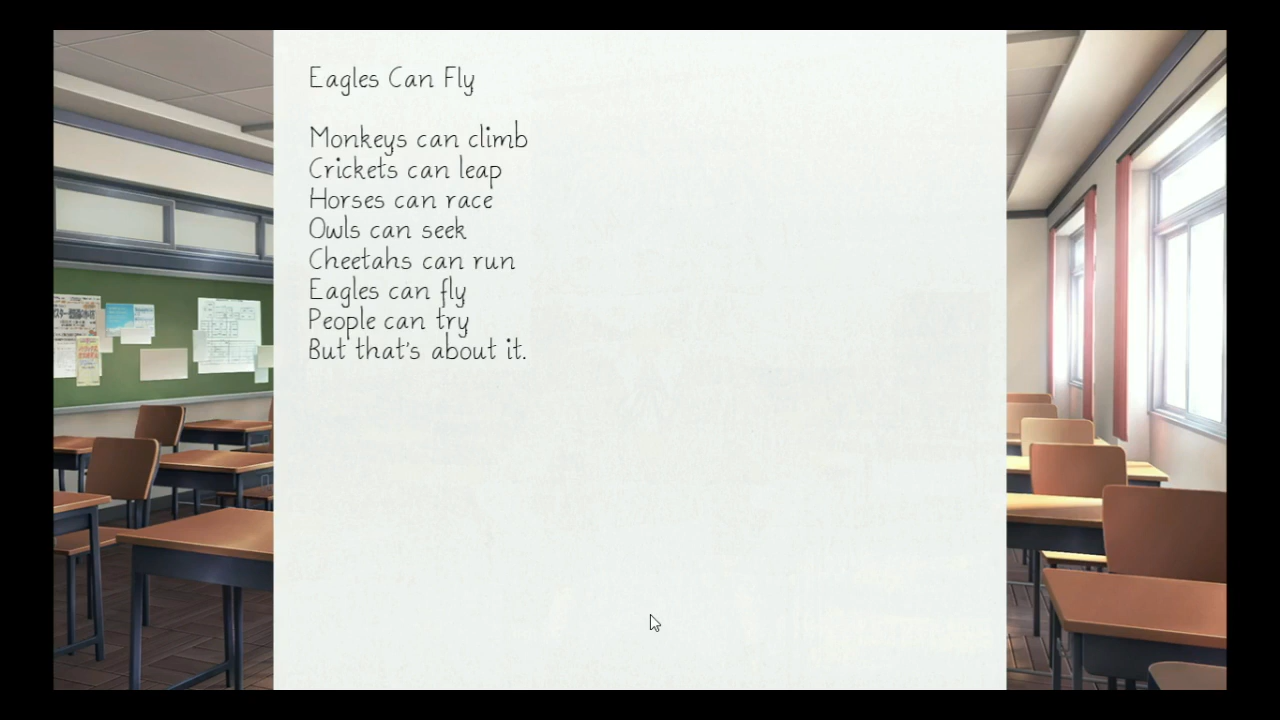 Eagles Can Fly
Monkeys can climb
Crickets can leap
Horses can race
Owls can seek
Cheetahs can run
Eagles can fly
People can try
But that's about it.